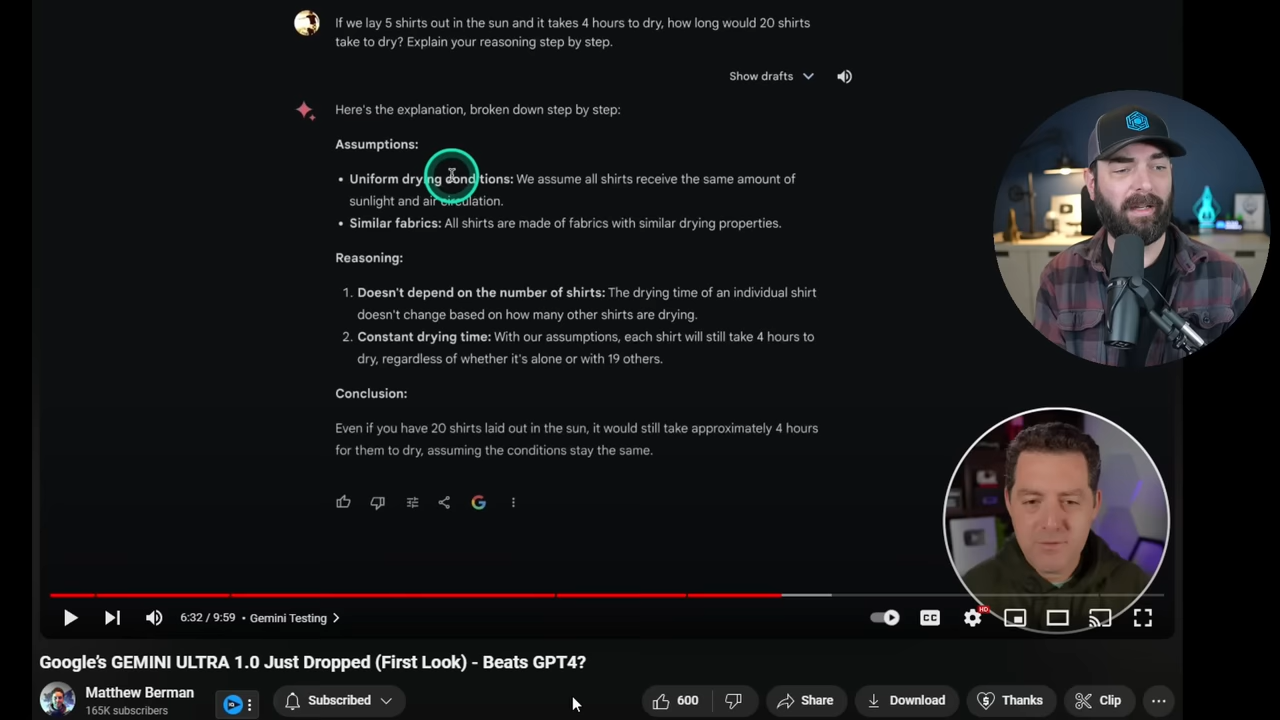 If we lay 5 shirts out in the sun and it takes 4 hours to dry, how long would 20 shirts
take to dry? Explain your reasoning step by step.
Show drafts
Here's the explanation, broken down step by step:
Assumptions:
• Uniform drying conditions: We assume all shirts receive the same amount of
sunlight and air circulation.
• Similar fabrics: All shirts are made of fabrics with similar drying properties.
Reasoning:
1. Doesn't depend on the number of shirts: The drying time of an individual shirt
doesn't change based on how many other shirts are drying.
2. Constant drying time: With our assumptions, each shirt will still take 4 hours to
dry, regardless of whether it's alone or with 19 others.
Conclusion:
Even if you have 20 shirts laid out in the sun, it would still take approximately 4 hours
for them to dry, assuming the conditions stay the same.
6:32 / 9:59 • Gemini Testing
CC
HD
Google's GEMINI ULTRA 1.0 Just Dropped (First Look) - Beats GPT4?
Matthew Berman
165K subscribers
Subscribed
600
Share
Download
Thanks
Clip